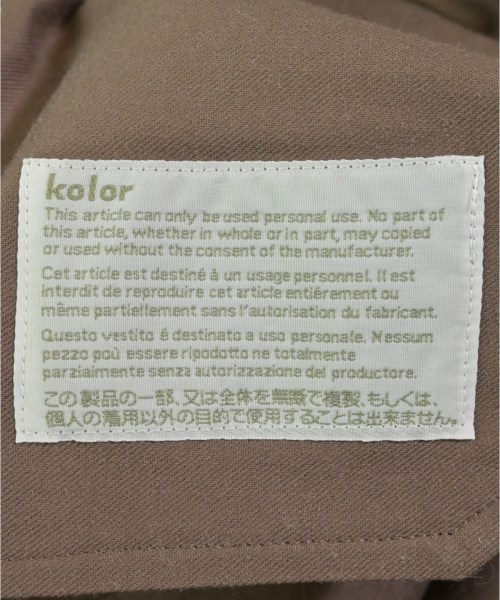 kolor
This article can only be used personal use. No part of
this article, whether in whole or in part, may copied
or used without the consent of the manufacturer.
Cet article est destiné à un usage personnel. Il est
interdit de reproduire cet article entiérement ou
même partiellement sans l'autorisation du fabricant.
Questo vestito é destinato a uso personale. Nessum
pezzo poù essere ripodotto ne totalmente
parziaimente senza autorizzazione del productore.
この製品の一部、又は全体を無断で複製、もしくは、
個人の着用以外の目的で使用することは出来ません。